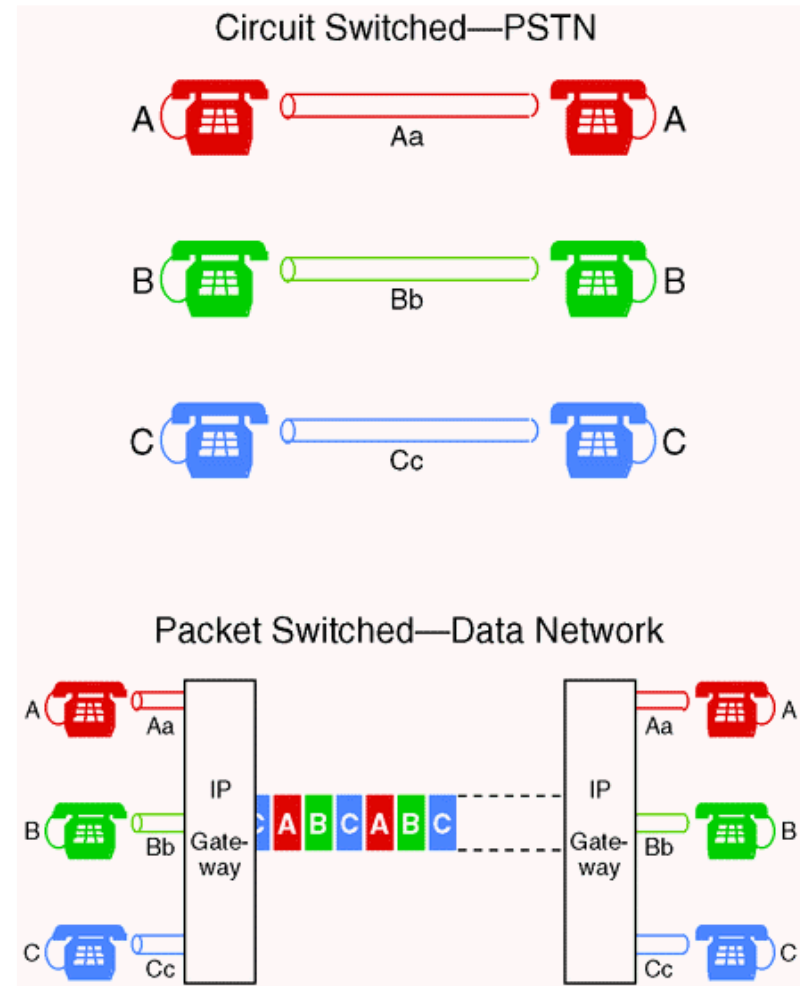 Circuit Switched—PSTN
A Aa A
B Bb B
C Cc C
Packet Switched—Data Network
A Aa Aa A
IP IP
C A B C A B C
B Bb Gate- Gate- Bb B
way way
C Cc Cc C